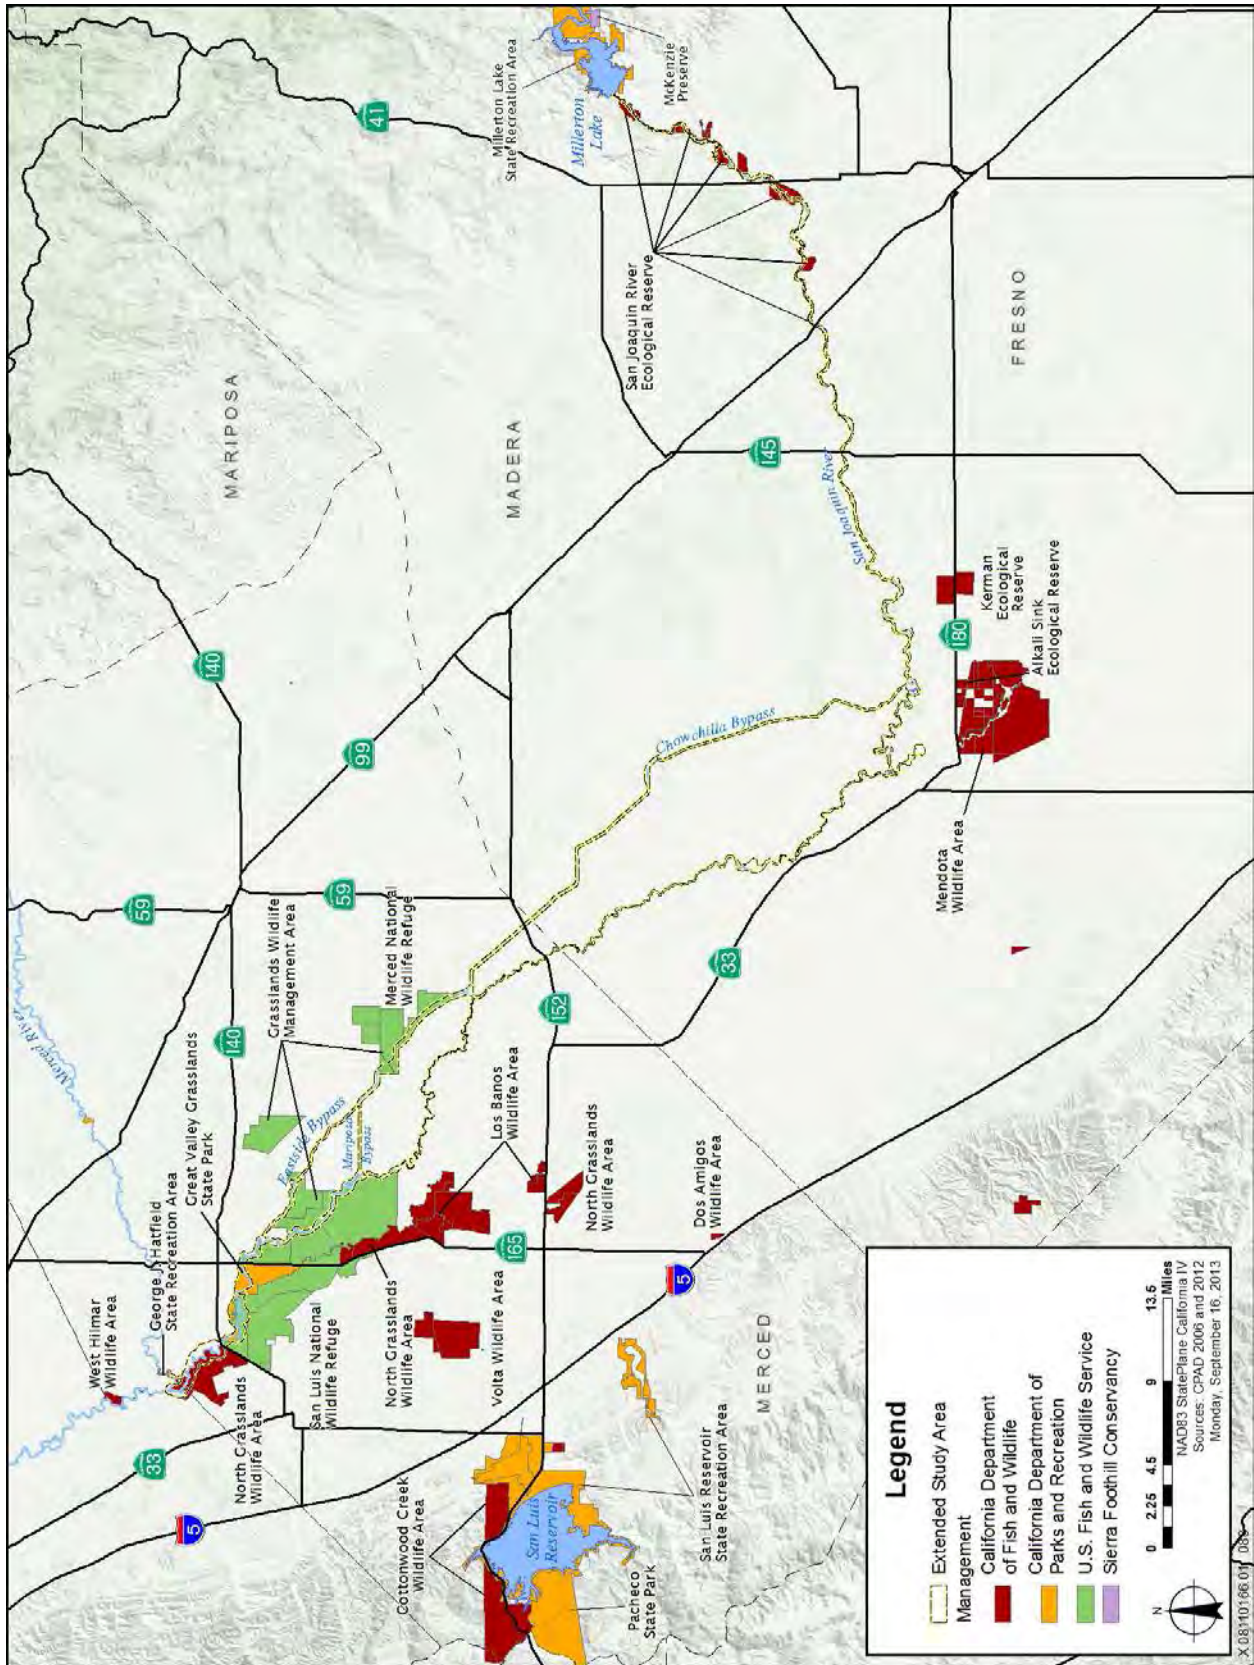 41
Millerton Lake
State Recreation Area
Millerton
Lake
McKenzie
Preserve
San Joaquin River
Ecological Reserve
MARIPOSA
MADERA
FRESNO
145
San Joaquin River
Kerman
Ecological
Reserve
180
Alkali Sink
Ecological Reserve
140
99
Chowchilla Bypass
Mendota
Wildlife Area
59
59
Merced River
Grasslands Wildlife
Management Area
Merced National
Wildlife Refuge
33
152
140
Great Valley Grasslands
State Park
Eastside Bypass
Mariposa
Bypass
Los Banos
Wildlife Area
North Grasslands
Wildlife Area
Dos Amigos
Wildlife Area
165
5
George J. Hatfield
State Recreation Area
West Hilmar
Wildlife Area
San Luis National
Wildlife Refuge
North Grasslands
Wildlife Area
Volta Wildlife Area
MERCED
North Grasslands
Wildlife Area
33
5
Cottonwood Creek
Wildlife Area
San Luis
Reservoir
San Luis Reservoir
State Recreation Area
Pacheco
State Park
Legend
Extended Study Area
Management
California Department
of Fish and Wildlife
California Department of
Parks and Recreation
U.S. Fish and Wildlife Service
Sierra Foothill Conservancy
N
0 2.25 4.5 9 13.5
Miles
NAD83 StatePlane California IV
Sources: CPAD 2006 and 2012
Monday, September 16, 2013
X 08110166.01